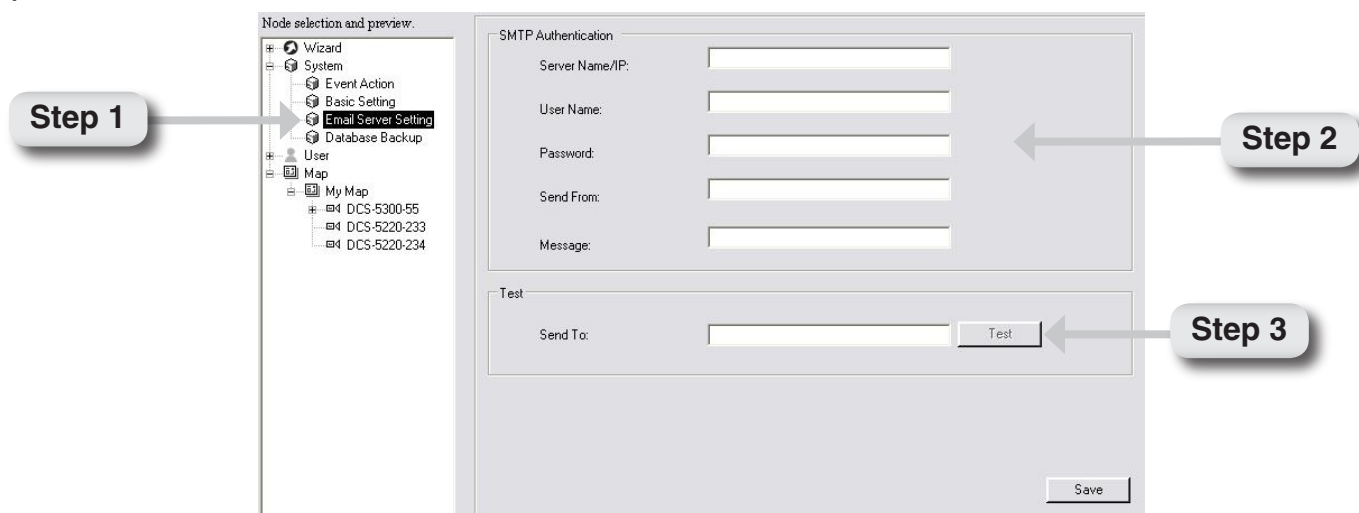 Node selection and preview.
Wizard
System
Event Action
Basic Setting
Email Server Setting
Database Backup
User
Map
My Map
DCS-5300-55
DCS-5220-233
DCS-5220-234
Step 1
SMTP Authentication
Server Name/IP:
User Name:
Password:
Send From:
Message:
Step 2
Test
Send To:
Test
Step 3
Save